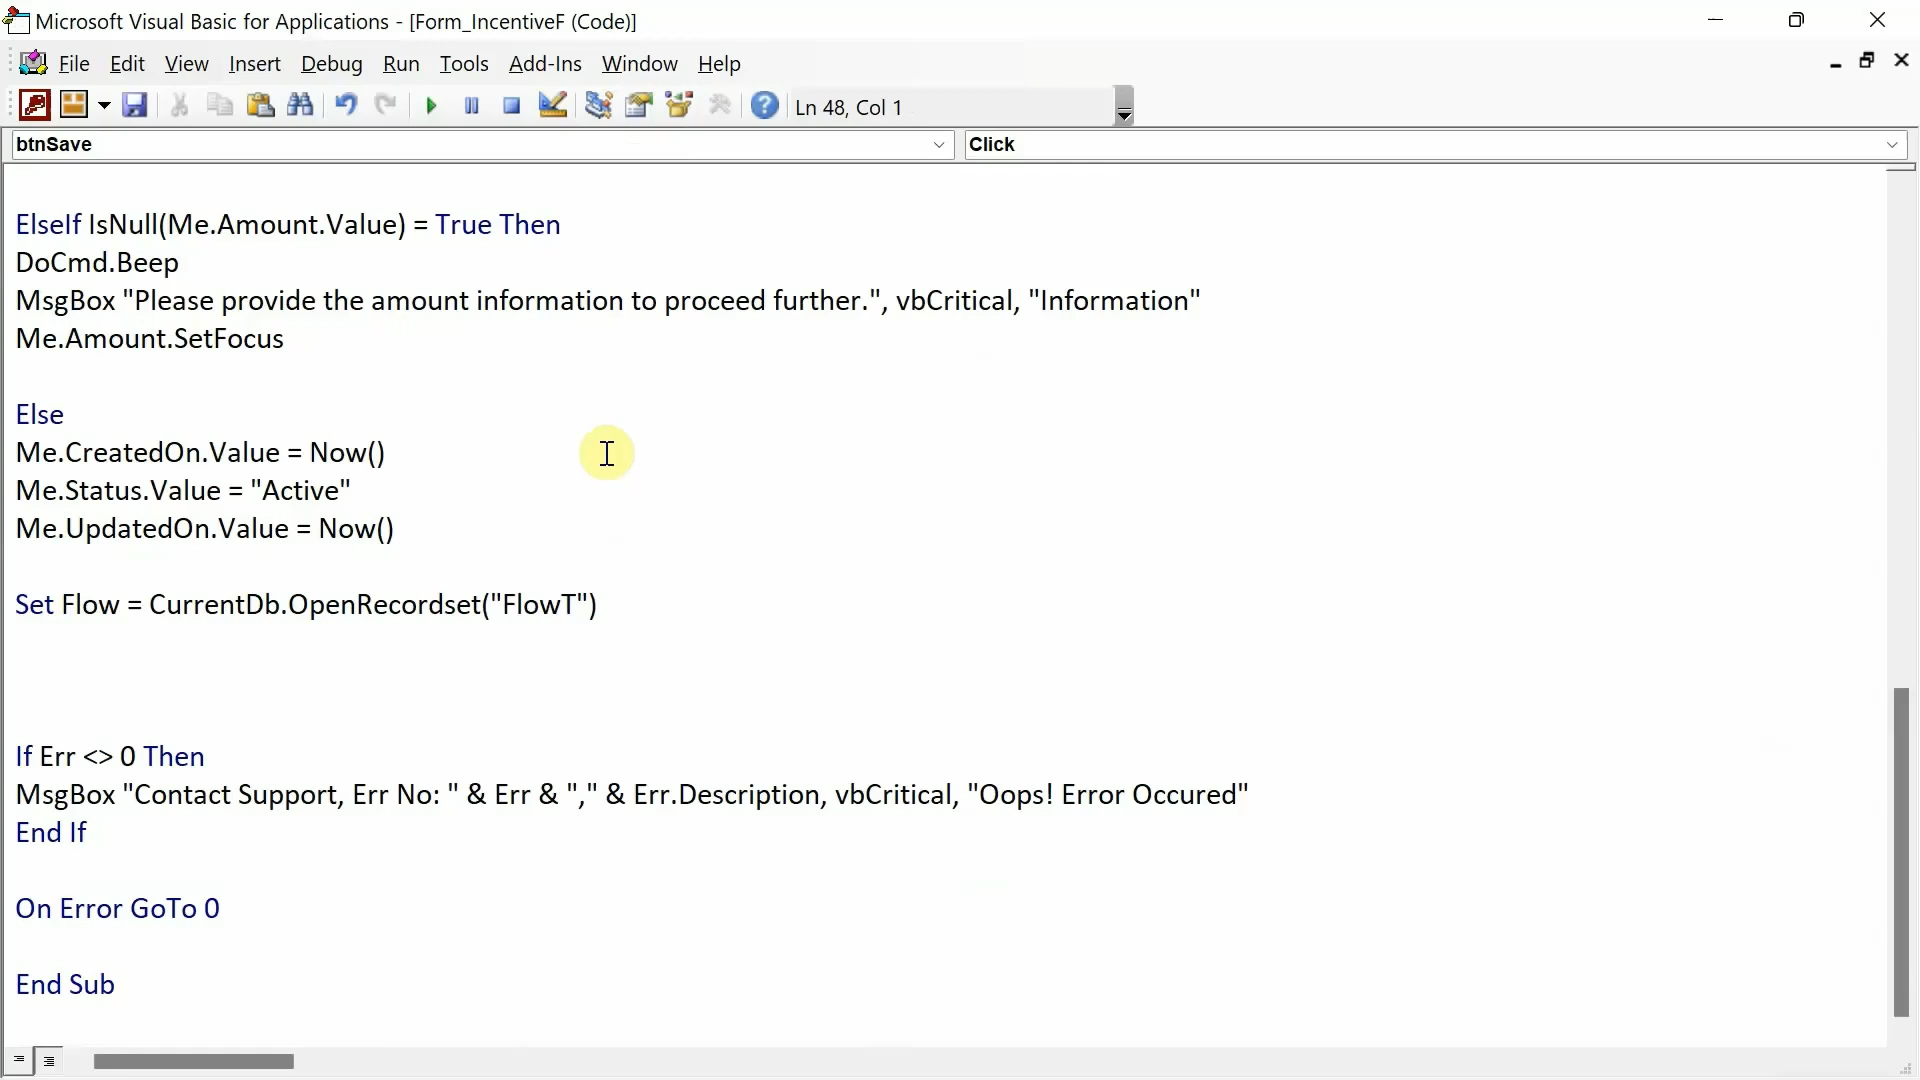 Microsoft Visual Basic for Applications - [Form_IncentiveF (Code)]
File Edit View Insert Debug Run Tools Add-Ins Window Help
Ln 48, Col 1
btnSave Click
ElseIf IsNull(Me.Amount.Value) = True Then
DoCmd.Beep
MsgBox "Please provide the amount information to proceed further.", vbCritical, "Information"
Me.Amount.SetFocus
Else
Me.CreatedOn.Value = Now()
Me.Status.Value = "Active"
Me.UpdatedOn.Value = Now()
Set Flow = CurrentDb.OpenRecordset("FlowT")
If Err <> 0 Then
MsgBox "Contact Support, Err No: " & Err & "," & Err.Description, vbCritical, "Oops! Error Occured"
End If
On Error GoTo 0
End Sub